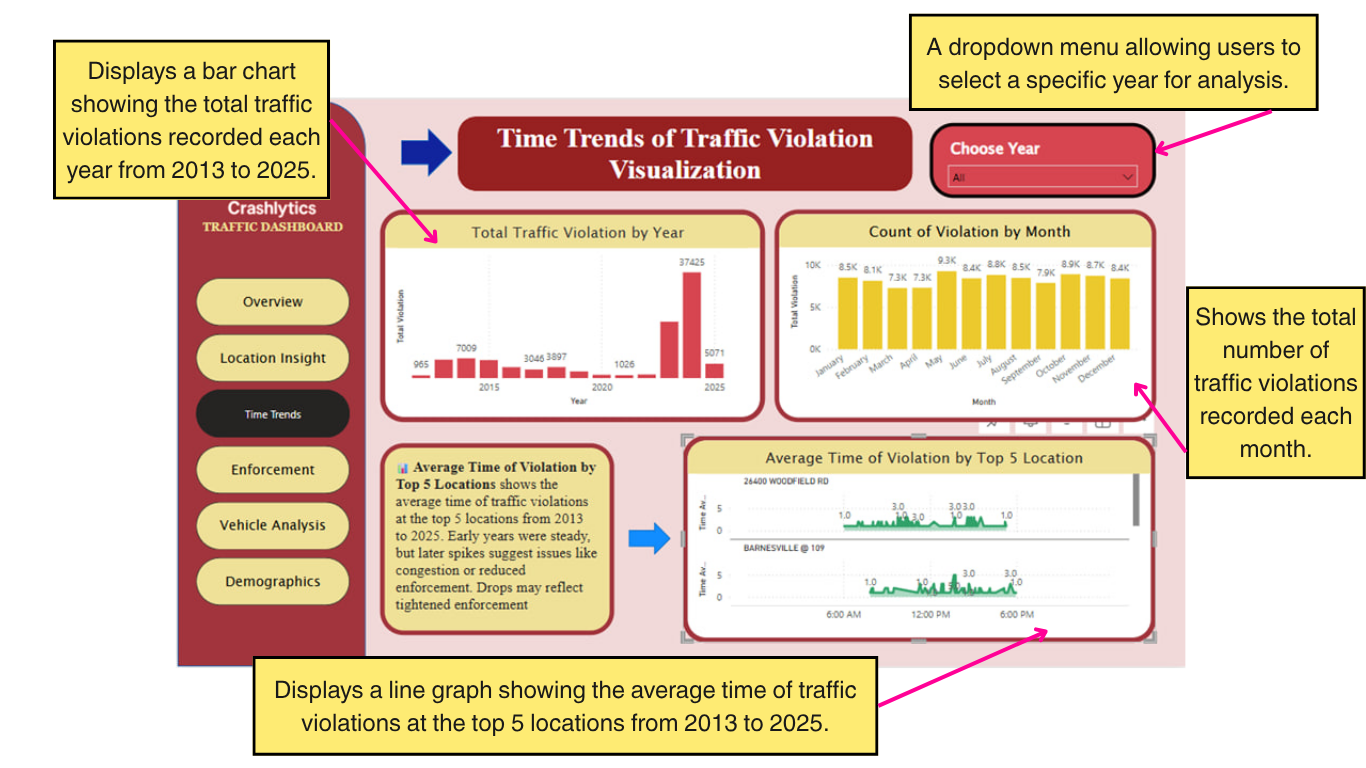 Displays a bar chart
showing the total traffic
violations recorded each
year from 2013 to 2025.
A dropdown menu allowing users to
select a specific year for analysis.
Crashlytics
TRAFFIC DASHBOARD
Overview
Location Insight
Time Trends
Enforcement
Vehicle Analysis
Demographics
Time Trends of Traffic Violation
Visualization
Choose Year
All
Total Traffic Violation by Year
Total Violation
965
7009
3046
3897
1026
37425
5071
2015
2020
2025
Year
Count of Violation by Month
Total Violation
10K
5K
0K
8.5K
8.1K
7.3K
7.3K
9.3K
8.4K
8.8K
8.5K
7.9K
8.9K
8.7K
8.4K
January
February
March
April
May
June
July
August
September
October
November
December
Month
Shows the total
number of
traffic violations
recorded each
month.
📊 Average Time of Violation by
Top 5 Locations shows the
average time of traffic violations
at the top 5 locations from 2013
to 2025. Early years were steady,
but later spikes suggest issues like
congestion or reduced
enforcement. Drops may reflect
tightened enforcement
Average Time of Violation by Top 5 Location
26400 WOODFIELD RD
Time Av...
5
0
1.0
3.0
3.0
3.0
1.0
3.0
1.0
BARNESVILLE @ 109
Time Av...
5
0
1.0
1.0
3.0
3.0
1.0
6:00 AM
12:00 PM
6:00 PM
Displays a line graph showing the average time of traffic
violations at the top 5 locations from 2013 to 2025.